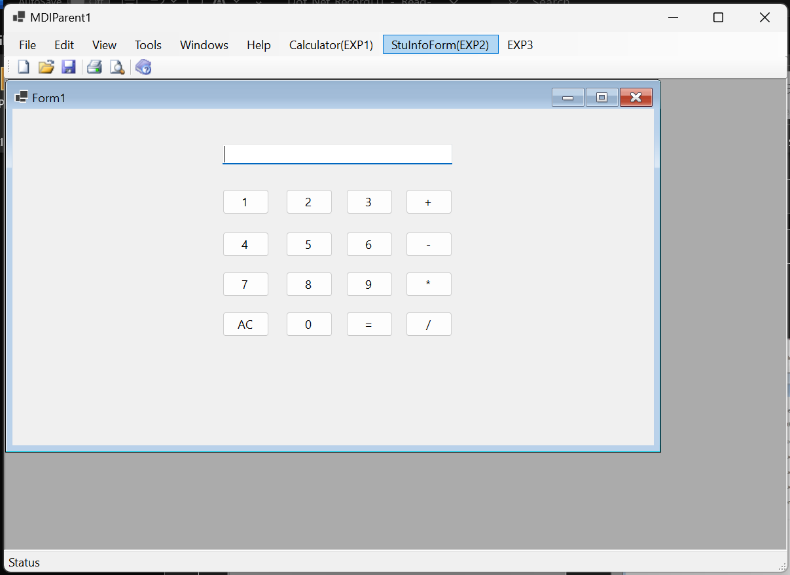 MDIParent1
File Edit View Tools Windows Help Calculator(EXP1) StuInfoForm(EXP2) EXP3
Form1
1 2 3 +
4 5 6 -
7 8 9 *
AC 0 = /
Status